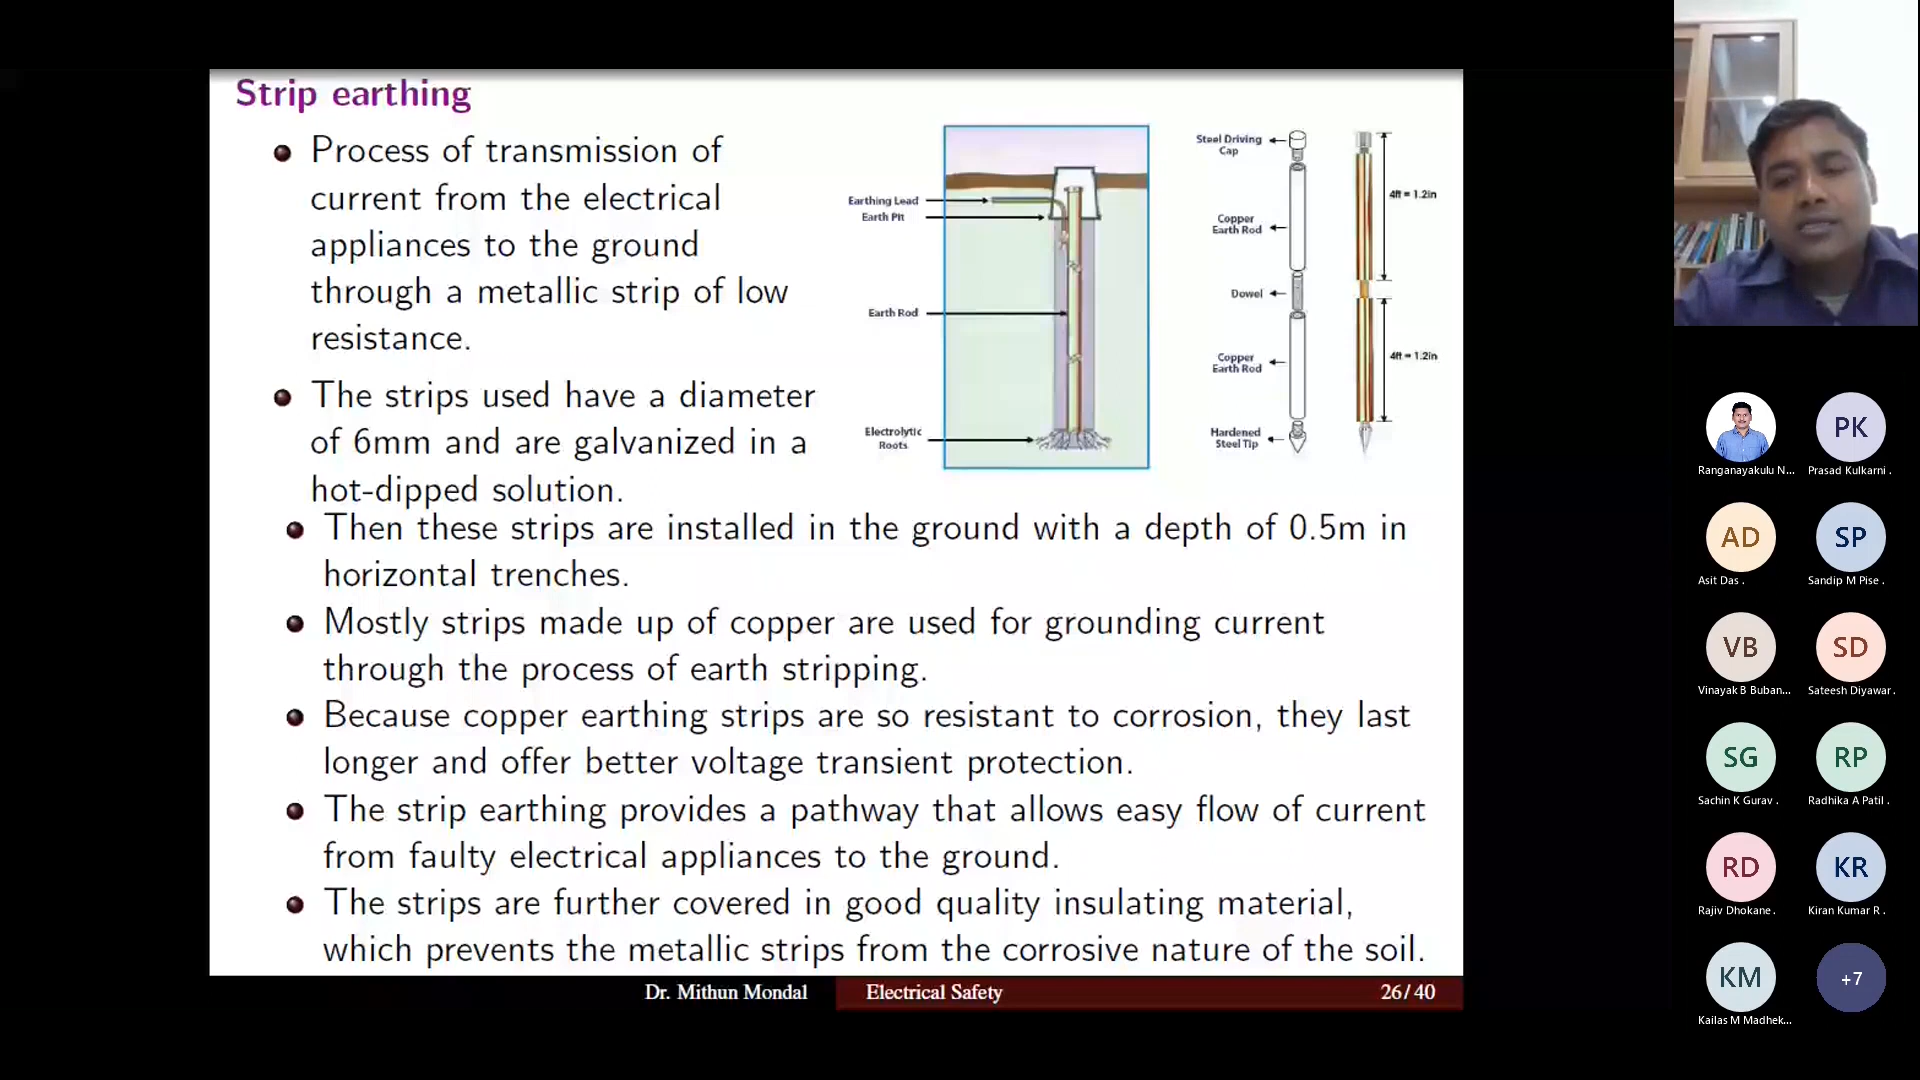 Strip earthing
Process of transmission of
current from the electrical
appliances to the ground
through a metallic strip of low
resistance.
The strips used have a diameter
of 6mm and are galvanized in a
hot-dipped solution.
Earthing Lead
Earth Pit
Earth Rod
Electrolytic
Roots
Steel Driving
Cap
Copper
Earth Rod
Dowel
Copper
Earth Rod
Hardened
Steel Tip
4ft = 1.2in
4ft = 1.2in
Then these strips are installed in the ground with a depth of 0.5m in
horizontal trenches.
Mostly strips made up of copper are used for grounding current
through the process of earth stripping.
Because copper earthing strips are so resistant to corrosion, they last
longer and offer better voltage transient protection.
The strip earthing provides a pathway that allows easy flow of current
from faulty electrical appliances to the ground.
The strips are further covered in good quality insulating material,
which prevents the metallic strips from the corrosive nature of the soil.
Dr. Mithun Mondal Electrical Safety 26/40
PK
Ranganayakulu N... Prasad Kulkarni .
AD SP
Asit Das . Sandip M Pise .
VB SD
Vinayak B Buban... Sateesh Diyawar .
SG RP
Sachin K Gurav . Radhika A Patil .
RD KR
Rajiv Dhokane . Kiran Kumar R .
KM +7
Kailas M Madhek...